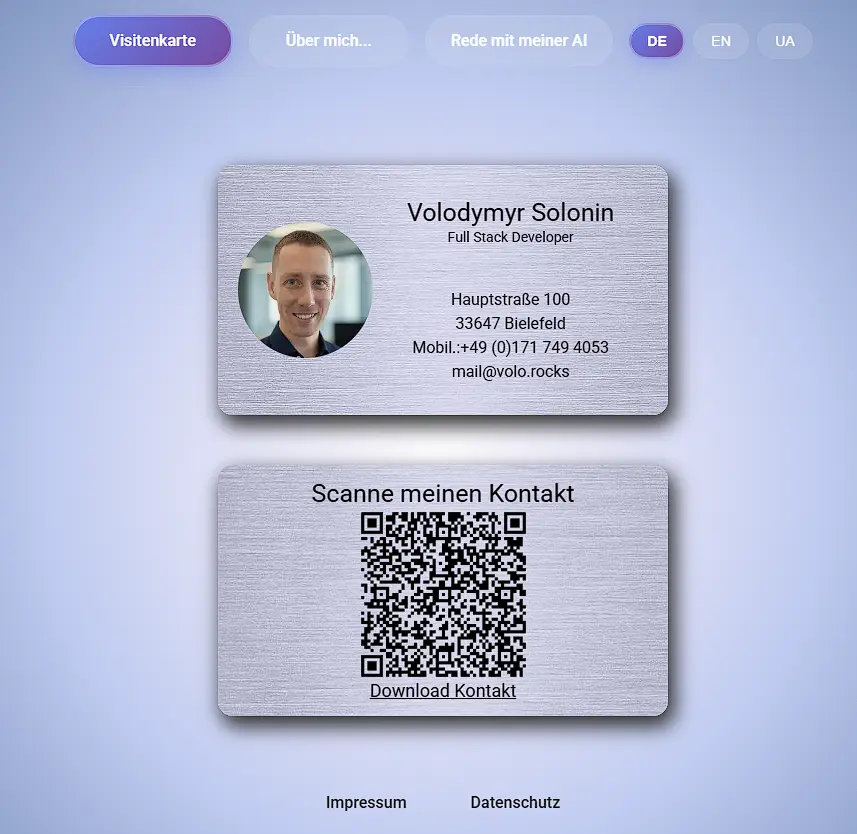 Visitenkarte
Über mich...
Rede mit meiner AI
DE
EN
UA
Volodymyr Solonin
Full Stack Developer
Hauptstraße 100
33647 Bielefeld
Mobil.:+49 (0)171 749 4053
mail@volo.rocks
Scanne meinen Kontakt
Download Kontakt
Impressum
Datenschutz